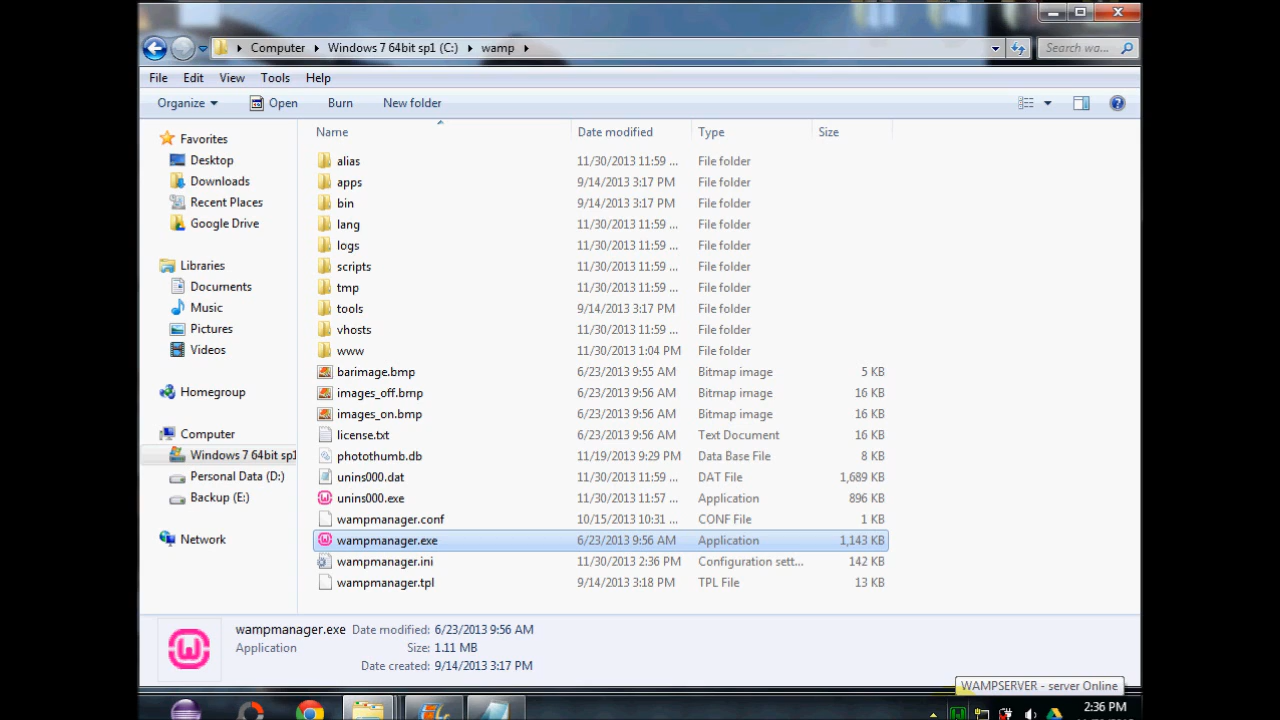 Computer Windows 7 64bit sp1 (C:) wamp
Search wa...
File Edit View Tools Help
Organize Open Burn New folder
Name Date modified Type Size
Favorites
Desktop
Downloads
Recent Places
Google Drive
Libraries
Documents
Music
Pictures
Videos
Homegroup
Computer
Windows 7 64bit sp1
Personal Data (D:)
Backup (E:)
Network
alias 11/30/2013 11:59 ... File folder
apps 9/14/2013 3:17 PM File folder
bin 9/14/2013 3:17 PM File folder
lang 11/30/2013 11:59 ... File folder
logs 11/30/2013 11:59 ... File folder
scripts 11/30/2013 11:59 ... File folder
tmp 11/30/2013 11:59 ... File folder
tools 9/14/2013 3:17 PM File folder
vhosts 11/30/2013 11:59 ... File folder
www 11/30/2013 1:04 PM File folder
barimage.bmp 6/23/2013 9:55 AM Bitmap image 5 KB
images_off.bmp 6/23/2013 9:56 AM Bitmap image 16 KB
images_on.bmp 6/23/2013 9:56 AM Bitmap image 16 KB
license.txt 6/23/2013 9:56 AM Text Document 16 KB
photothumb.db 11/19/2013 9:29 PM Data Base File 8 KB
unins000.dat 11/30/2013 11:59 ... DAT File 1,689 KB
unins000.exe 11/30/2013 11:57 ... Application 896 KB
wampmanager.conf 10/15/2013 10:31 ... CONF File 1 KB
wampmanager.exe 6/23/2013 9:56 AM Application 1,143 KB
wampmanager.ini 11/30/2013 2:36 PM Configuration sett... 142 KB
wampmanager.tpl 9/14/2013 3:18 PM TPL File 13 KB
wampmanager.exe Date modified: 6/23/2013 9:56 AM
Application Size: 1.11 MB
Date created: 9/14/2013 3:17 PM
WAMPSERVER - server Online
2:36 PM